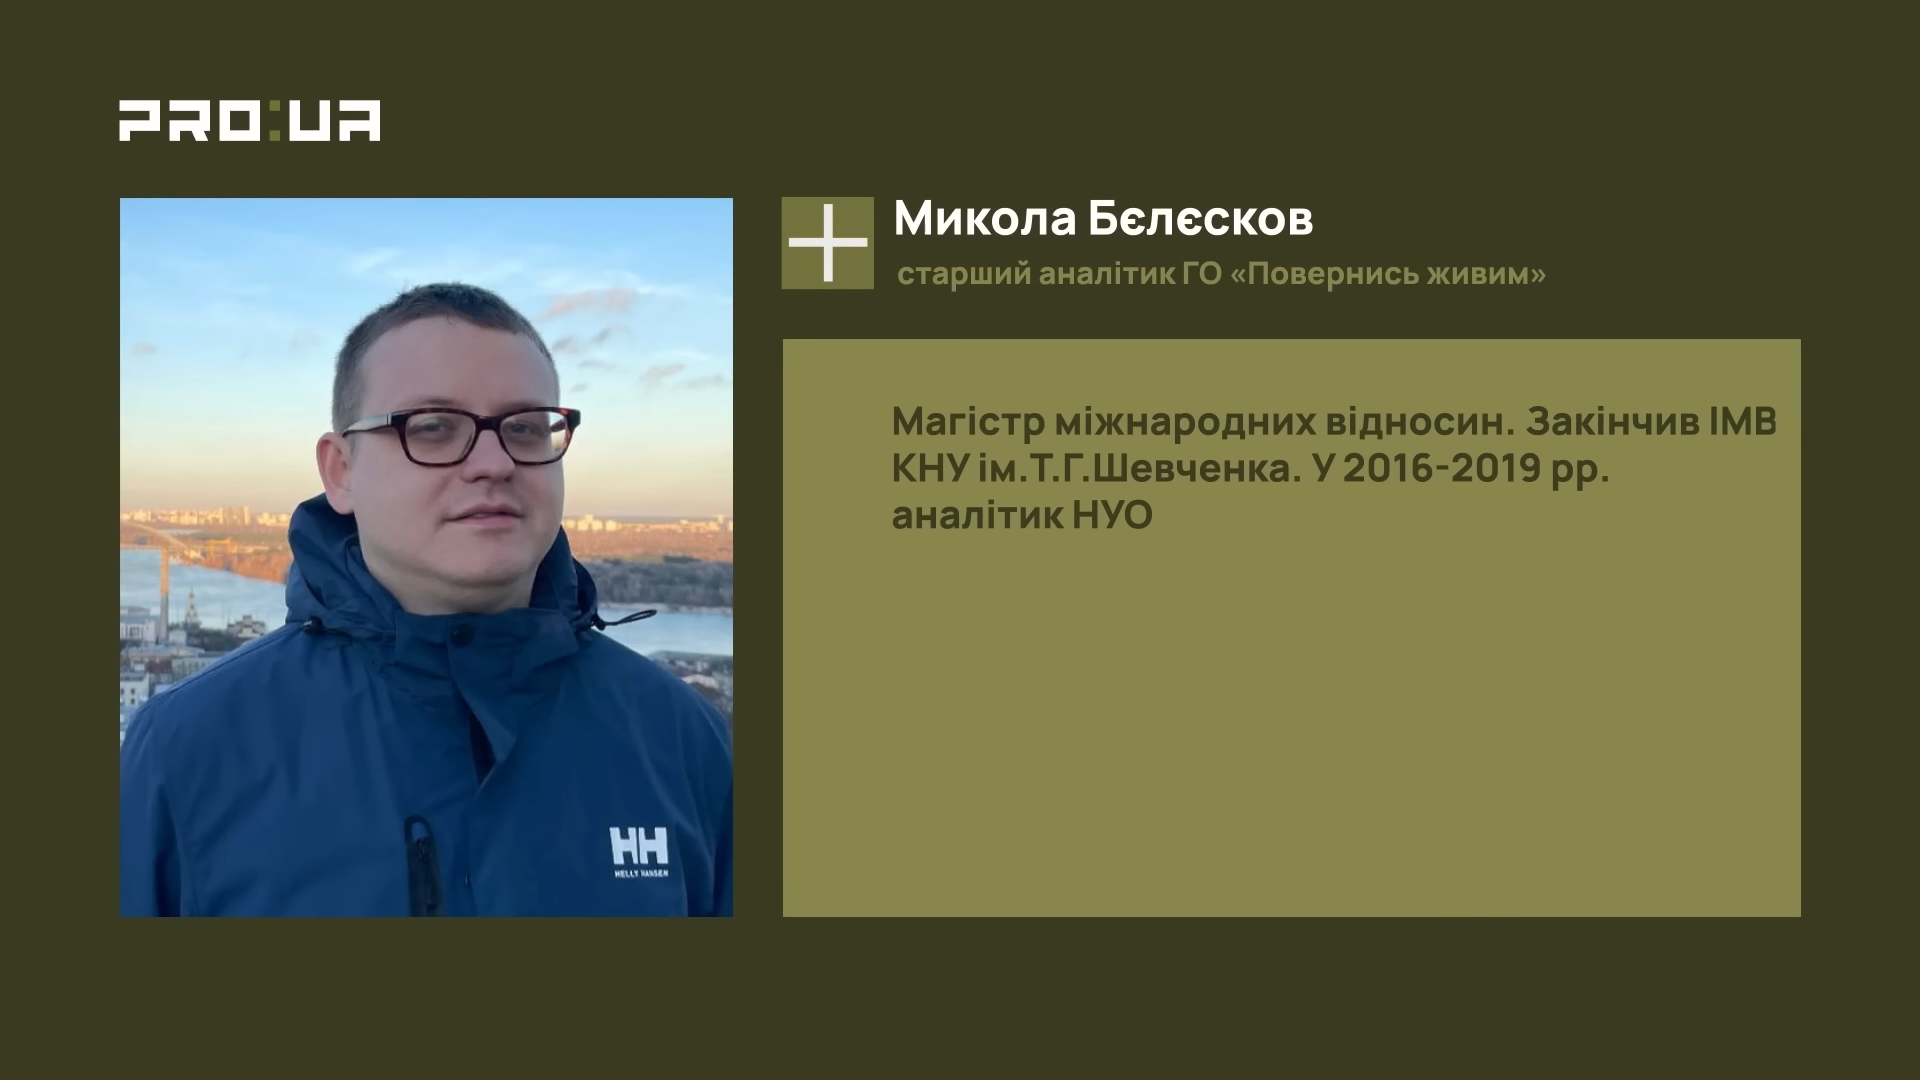 PRO:UA
Микола Бєлєсков
старший аналітик ГО «Повернись живим»
Магістр міжнародних відносин. Закінчив ІМВ
КНУ ім.Т.Г.Шевченка. У 2016-2019 рр.
аналітик НУО
HH
HELLY HANSEN